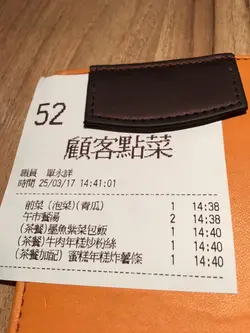 52
顧客點菜
職員 單永詳
時間 25/03/17 14:41:01
前菜 (泡菜)(青瓜) 1 14:38
午市餐湯 2 14:38
(茶餐)墨魚紫菜包飯 1 14:40
(茶餐)牛肉年糕炒粉絲 1 14:40
(茶餐加配) 蜜糕年糕炸薯條 1 14:40